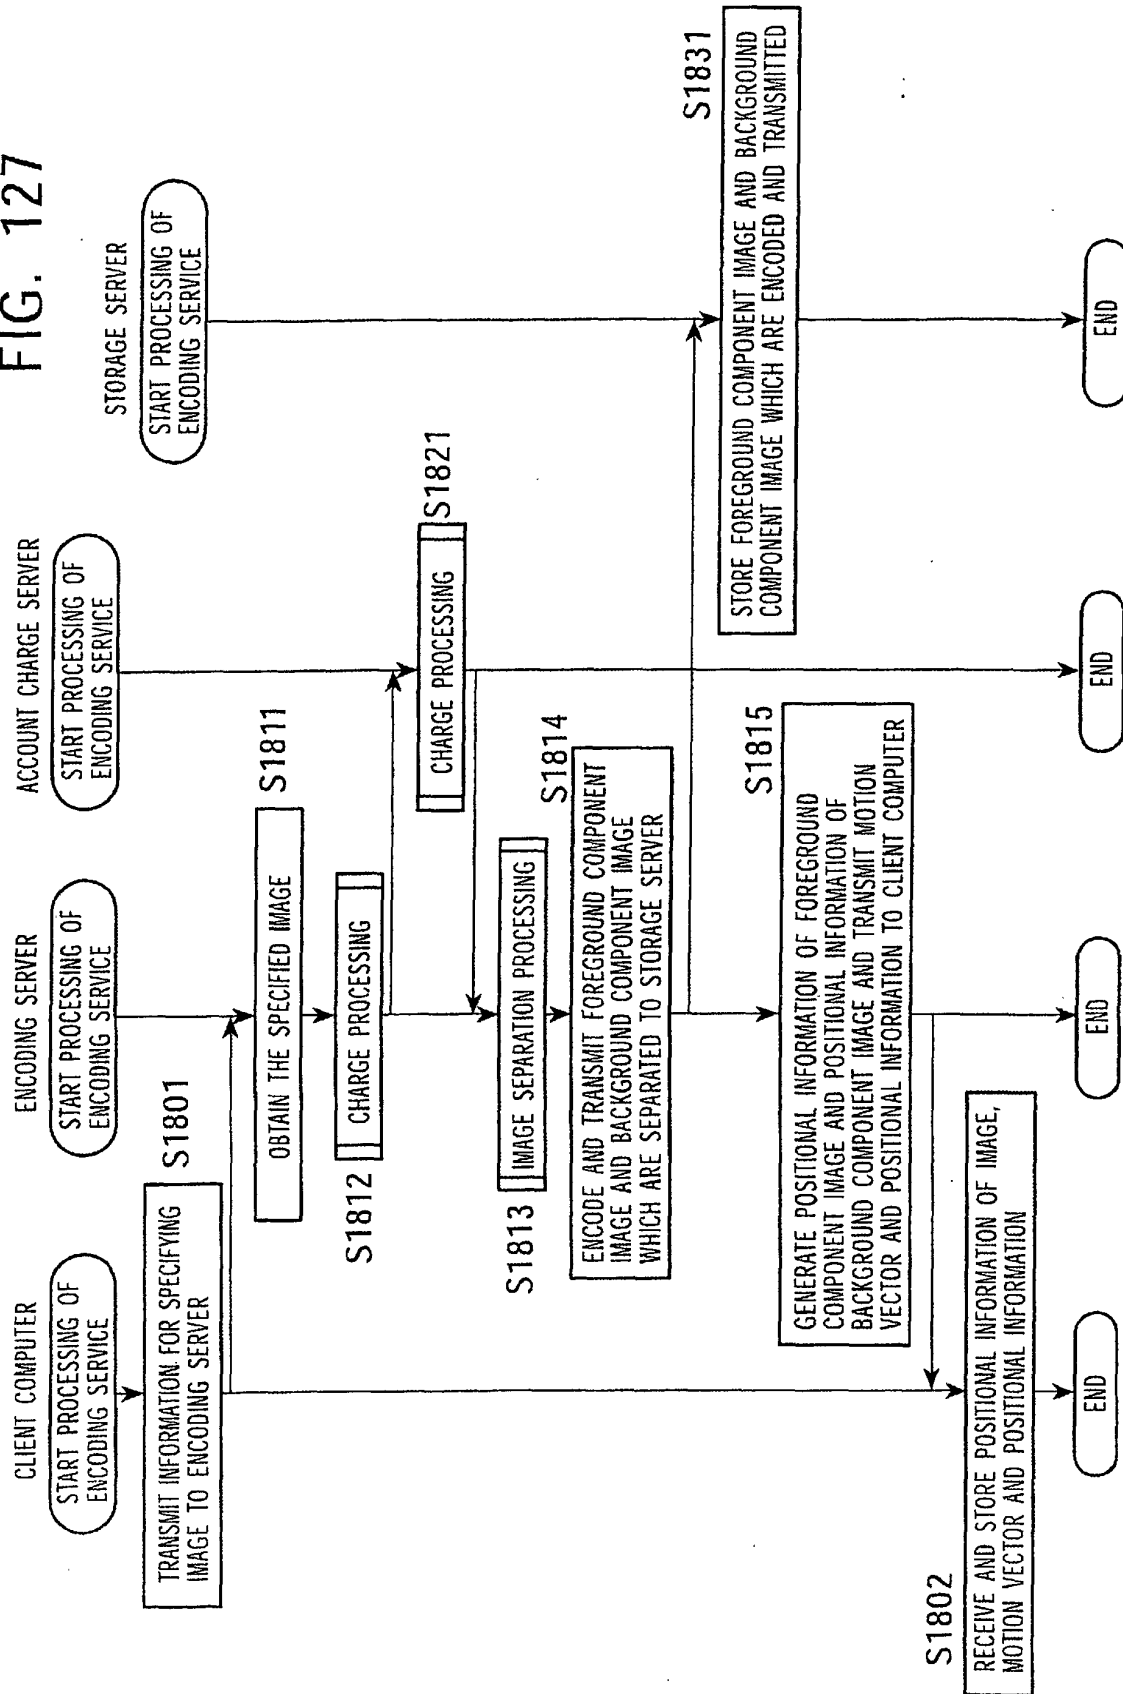 FIG. 127
CLIENT COMPUTER
START PROCESSING OF
ENCODING SERVICE
TRANSMIT INFORMATION FOR SPECIFYING
IMAGE TO ENCODING SERVER
S1801
S1802
RECEIVE AND STORE POSITIONAL INFORMATION OF IMAGE,
MOTION VECTOR AND POSITIONAL INFORMATION
END
ENCODING SERVER
START PROCESSING OF
ENCODING SERVICE
OBTAIN THE SPECIFIED IMAGE
S1811
S1812
CHARGE PROCESSING
S1813
IMAGE SEPARATION PROCESSING
S1814
ENCODE AND TRANSMIT FOREGROUND COMPONENT
IMAGE AND BACKGROUND COMPONENT IMAGE
WHICH ARE SEPARATED TO STORAGE SERVER
S1815
GENERATE POSITIONAL INFORMATION OF FOREGROUND
COMPONENT IMAGE AND POSITIONAL INFORMATION OF
BACKGROUND COMPONENT IMAGE AND TRANSMIT MOTION
VECTOR AND POSITIONAL INFORMATION TO CLIENT COMPUTER
END
ACCOUNT CHARGE SERVER
START PROCESSING OF
ENCODING SERVICE
CHARGE PROCESSING
S1821
END
STORAGE SERVER
START PROCESSING OF
ENCODING SERVICE
S1831
STORE FOREGROUND COMPONENT IMAGE AND BACKGROUND
COMPONENT IMAGE WHICH ARE ENCODED AND TRANSMITTED
END